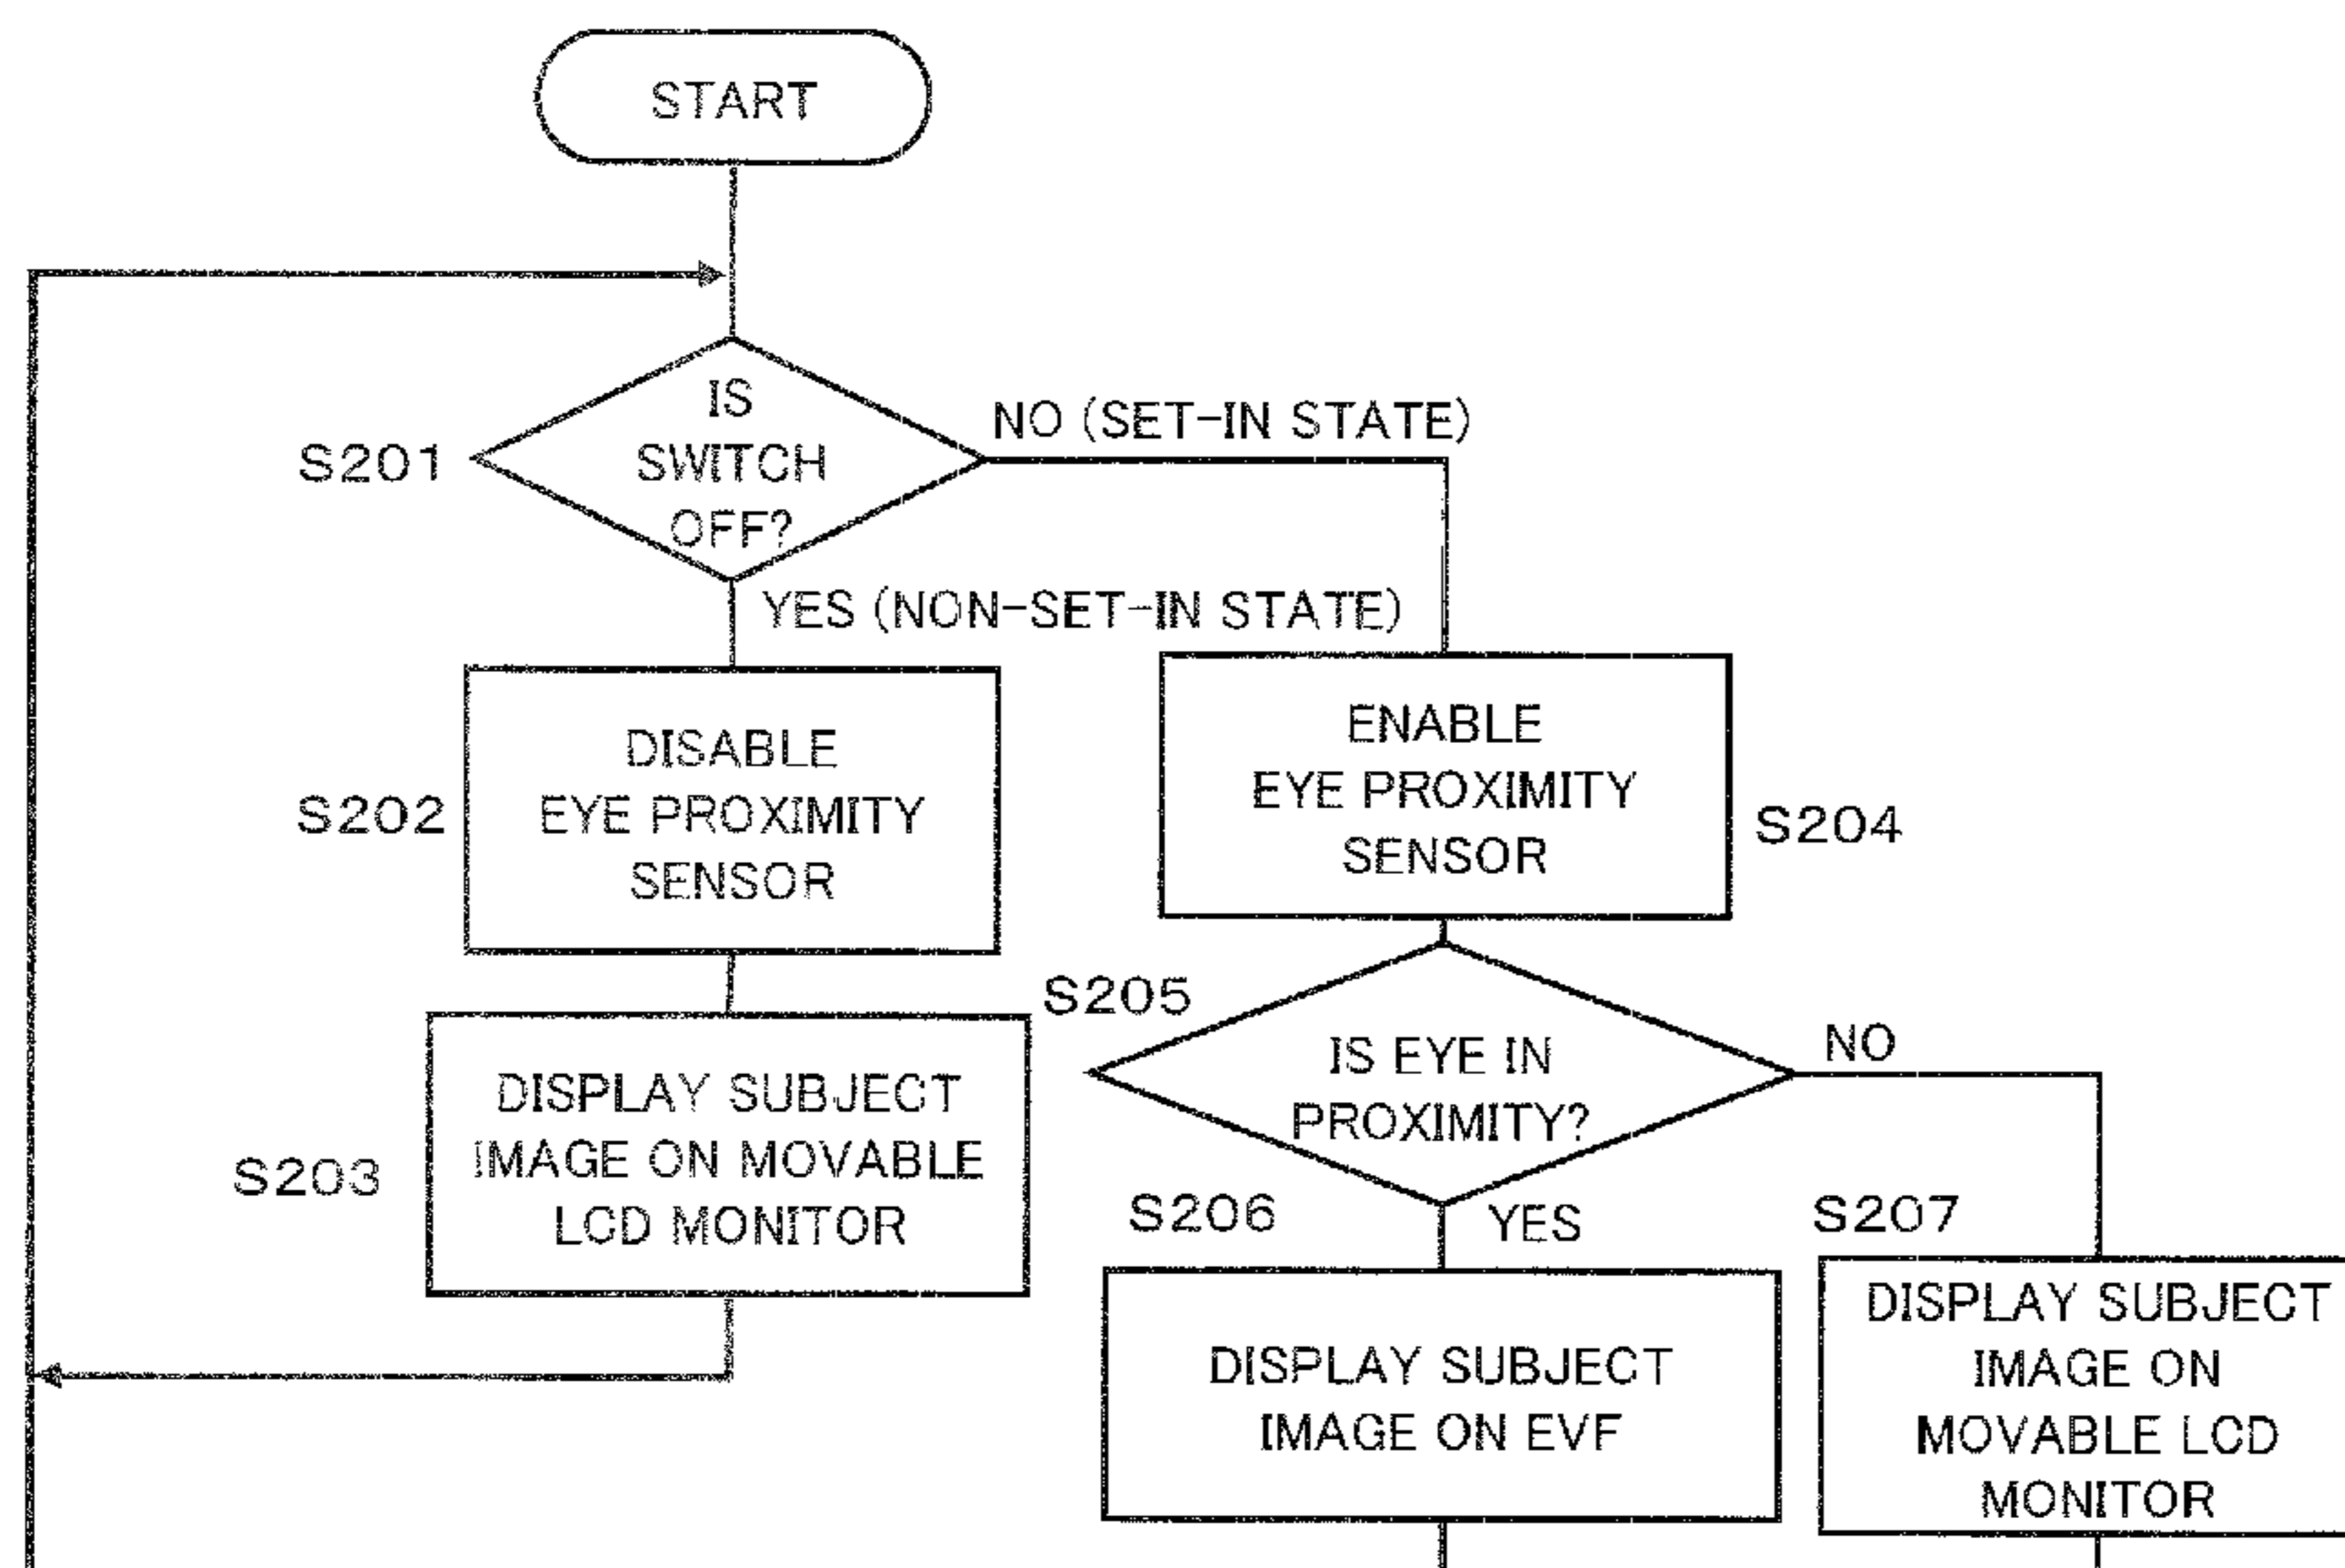 START
IS
SWITCH
OFF?
S201
NO (SET-IN STATE)
YES (NON-SET-IN STATE)
DISABLE
EYE PROXIMITY
SENSOR
S202
ENABLE
EYE PROXIMITY
SENSOR
S204
DISPLAY SUBJECT
IMAGE ON MOVABLE
LCD MONITOR
S203
S205
IS EYE IN
PROXIMITY?
NO
YES
S206
DISPLAY SUBJECT
IMAGE ON EVF
S207
DISPLAY SUBJECT
IMAGE ON
MOVABLE LCD
MONITOR